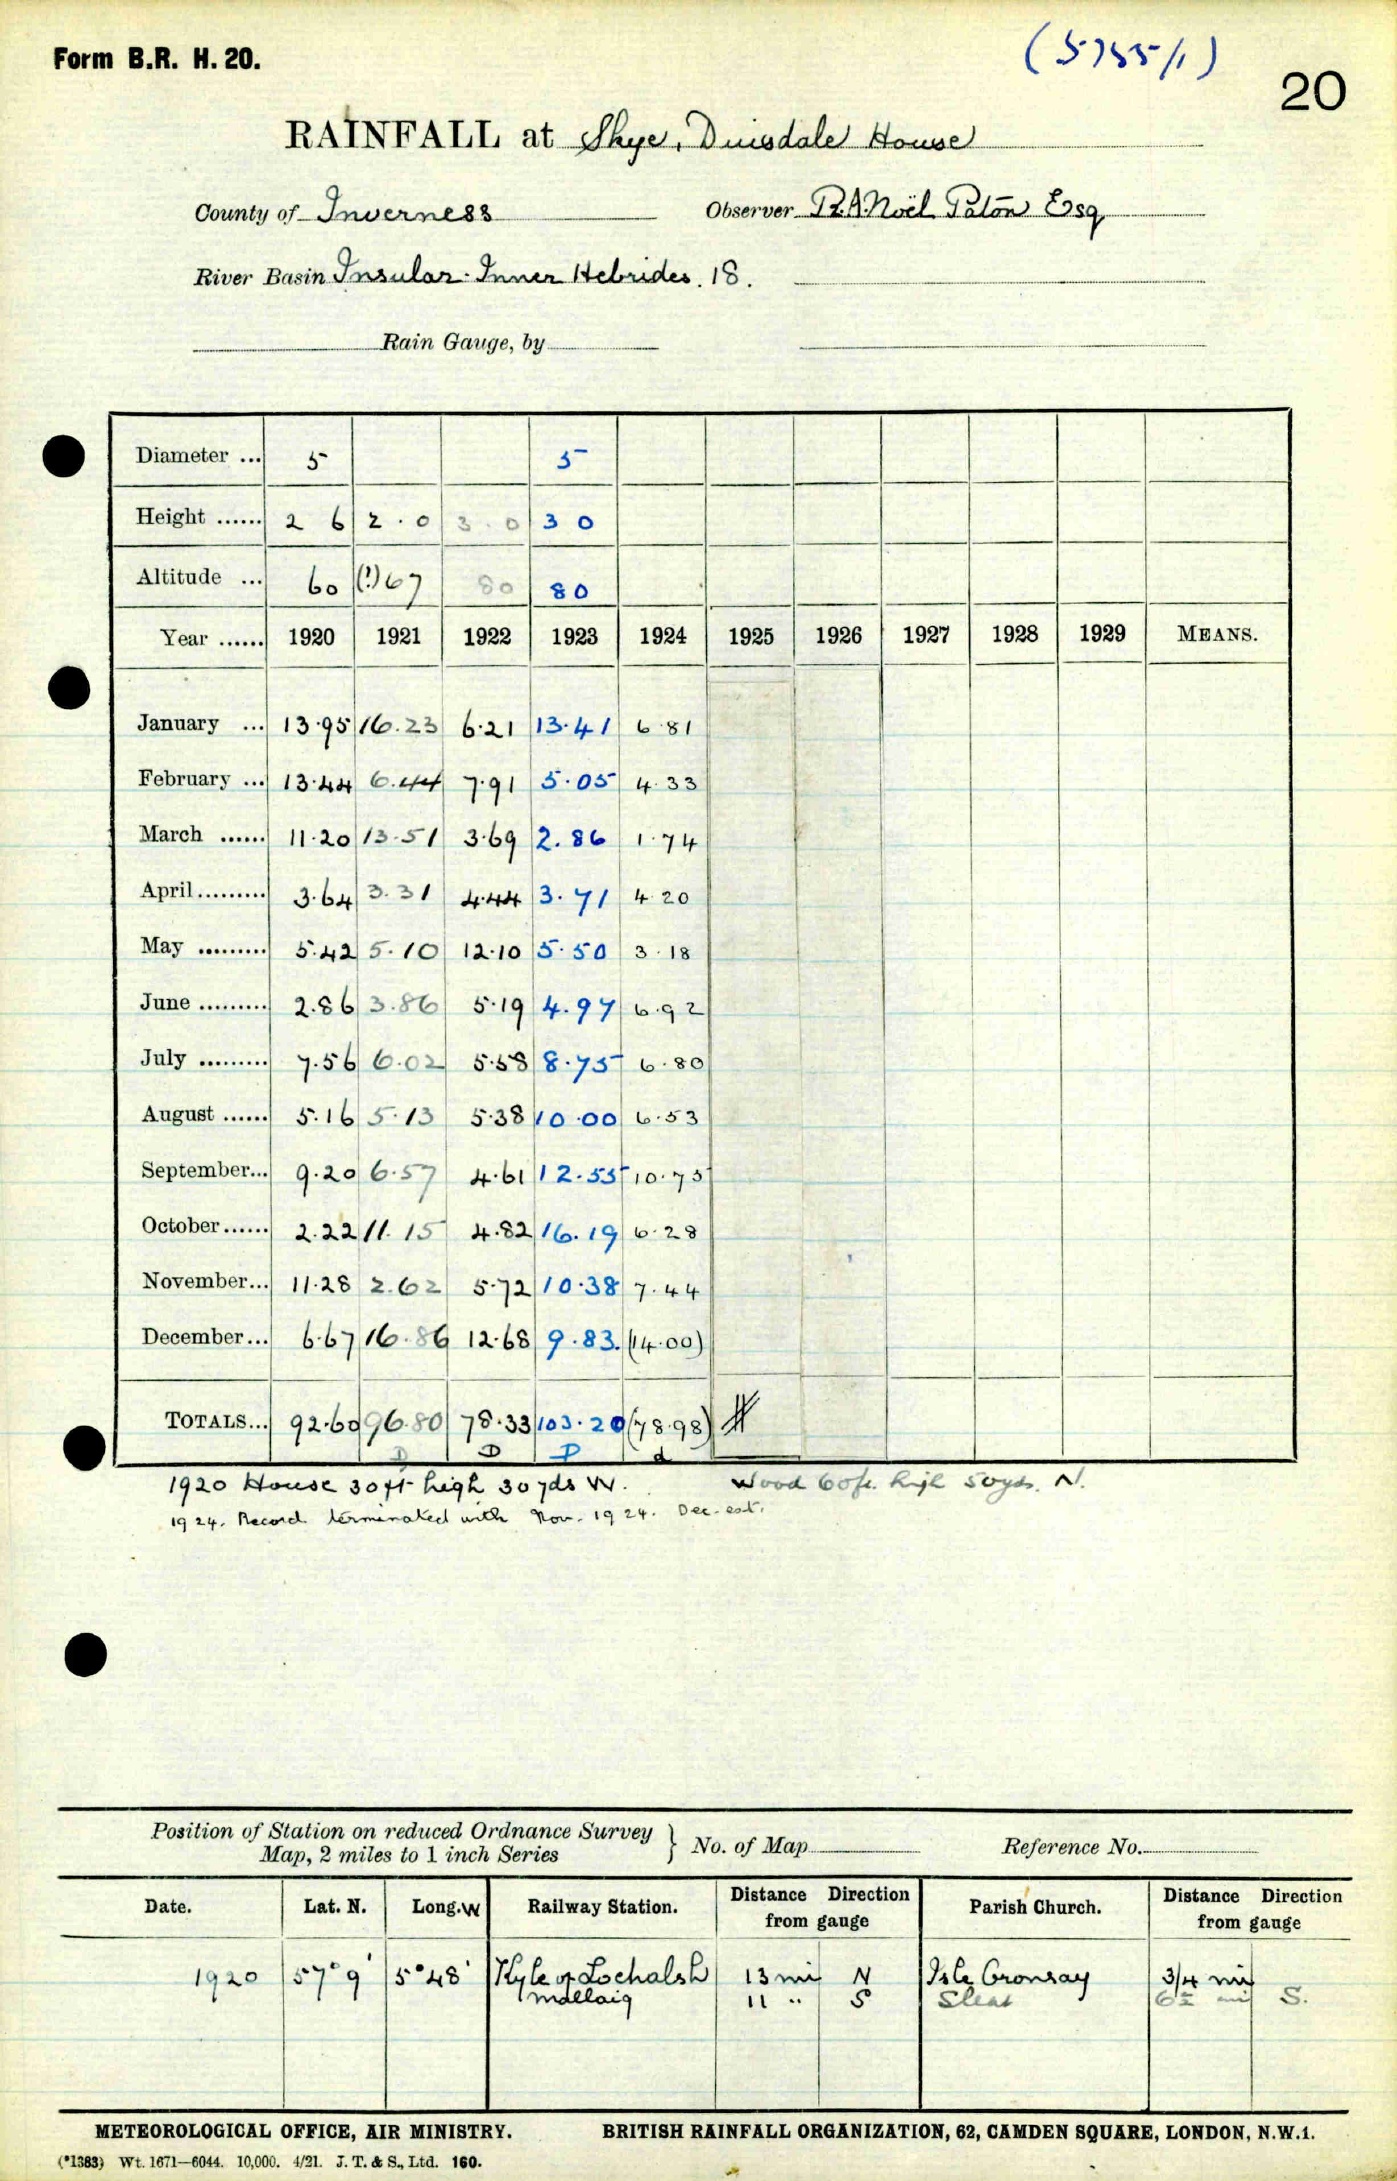 Form B.R. H. 20.
(5755/1)
20
RAINFALL at Skye, Duisdale House
County of Inverness Observer R.A. Noël Paton Esq
River Basin Insular - Inner Hebrides. 18.
Rain Gauge, by
Diameter ... 5 5
Height ...... 2 6 2.0 3.0 3 0
Altitude ... 60 (?)67 80 80
Year ...... 1920 1921 1922 1923 1924 1925 1926 1927 1928 1929 MEANS.
January ... 13.95 16.23 6.21 13.41 6.81
February ... 13.44 6.44 7.91 5.05 4.33
March ...... 11.20 13.51 3.69 2.86 1.74
April ......... 3.64 3.31 4.44 3.71 4.20
May ......... 5.42 5.10 12.10 5.50 3.18
June ......... 2.86 3.86 5.19 4.97 6.92
July ......... 7.56 6.02 5.58 8.75 6.80
August ...... 5.16 5.13 5.38 10.00 6.53
September... 9.20 6.57 4.61 12.55 10.75
October...... 2.22 11.15 4.82 16.19 6.28
November... 11.28 2.62 5.72 10.38 7.44
December... 6.67 16.86 12.68 9.83. (14.00)
TOTALS... 92.60 96.80 78.33 103.20 (78.98)
D D P d
1920 House 30ft high 30yds W. Wood 60ft. high 50yds. N.
1924. Record terminated with Nov. 1924. Dec. est.
Position of Station on reduced Ordnance Survey
Map, 2 miles to 1 inch Series } No. of Map Reference No.
Date. Lat. N. Long. W Railway Station. Distance Direction from gauge Parish Church. Distance Direction from gauge
1920 57°9' 5°48' Kyle of Lochalsh 13 mi N Isle Oronsay 3/4 mi
Mallaig 11 " S Sleat 6½ mi S.
METEOROLOGICAL OFFICE, AIR MINISTRY. BRITISH RAINFALL ORGANIZATION, 62, CAMDEN SQUARE, LONDON, N.W.1.
(*1383) Wt. 1671—6044. 10,000. 4/21. J. T. & S., Ltd. 160.